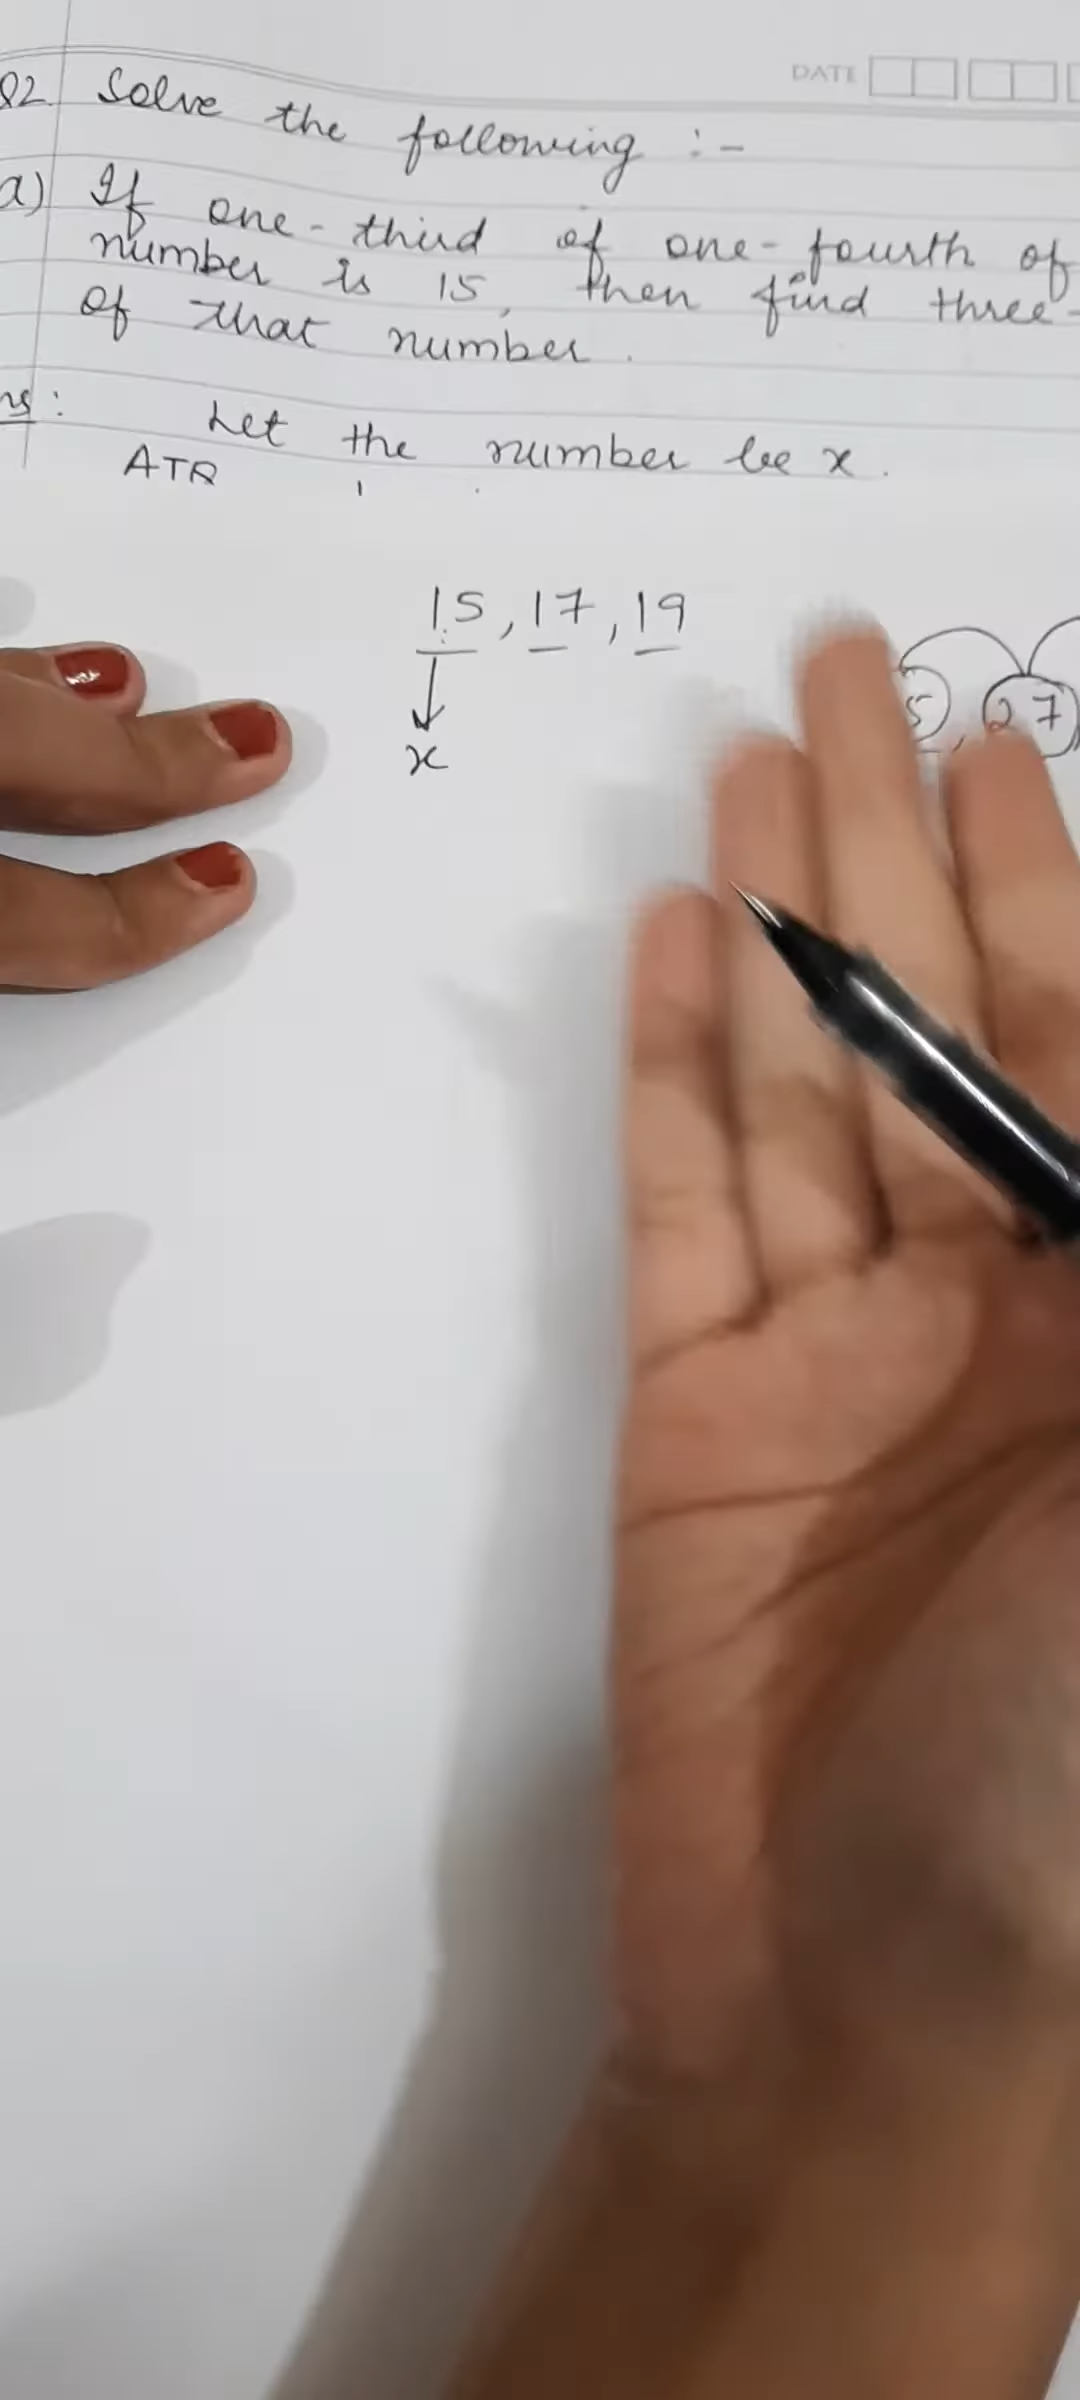 Q2. Solve the following :-
DATE
a) If one-third of one-fourth of
number is 15, then find three-
of that number.
Let the number be x.
ATQ
15, 17, 19
x
5, 27